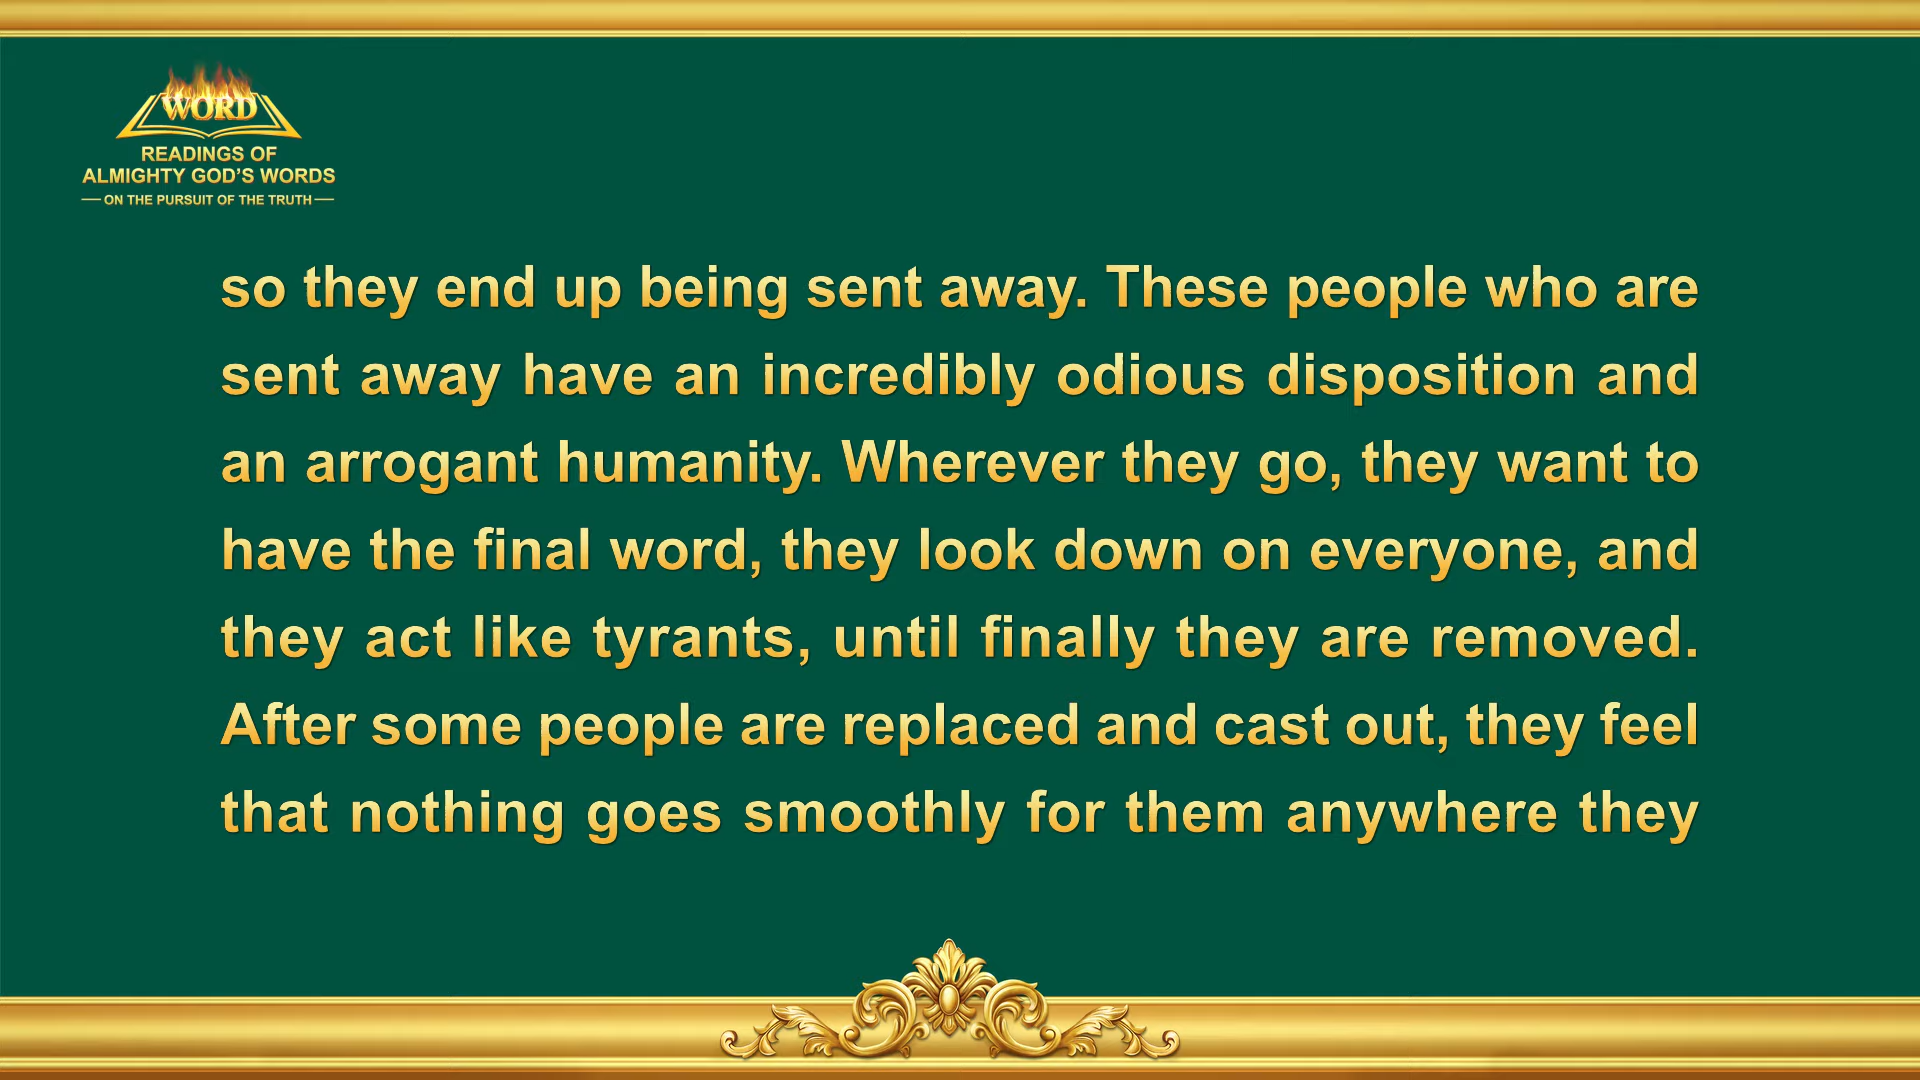 WORD
READINGS OF
ALMIGHTY GOD'S WORDS
ON THE PURSUIT OF THE TRUTH
so they end up being sent away. These people who are
sent away have an incredibly odious disposition and
an arrogant humanity. Wherever they go, they want to
have the final word, they look down on everyone, and
they act like tyrants, until finally they are removed.
After some people are replaced and cast out, they feel
that nothing goes smoothly for them anywhere they